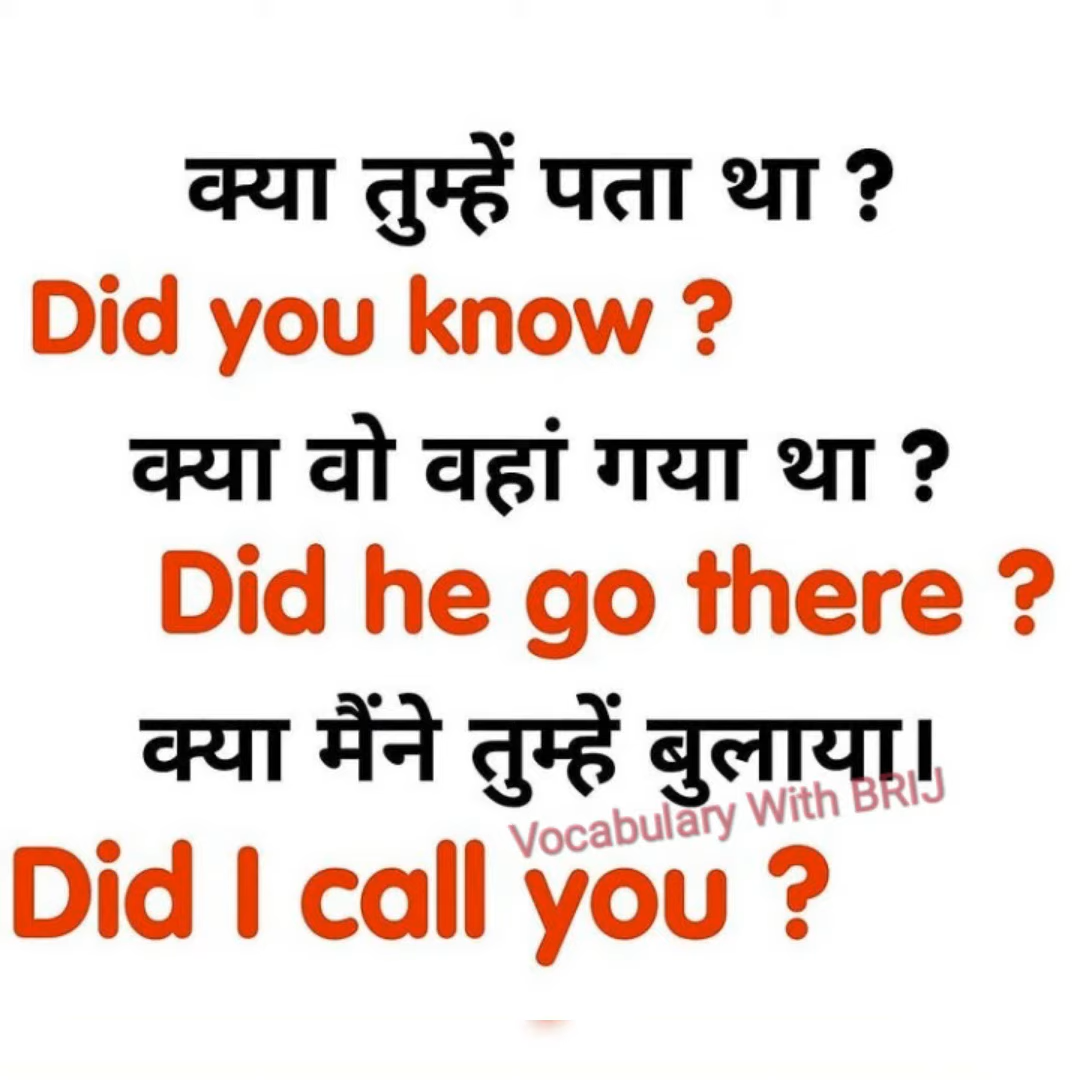 क्या तुम्हें पता था ?
Did you know ?
क्या वो वहां गया था ?
Did he go there ?
क्या मैंने तुम्हें बुलाया।
Vocabulary With BRIJ
Did I call you ?